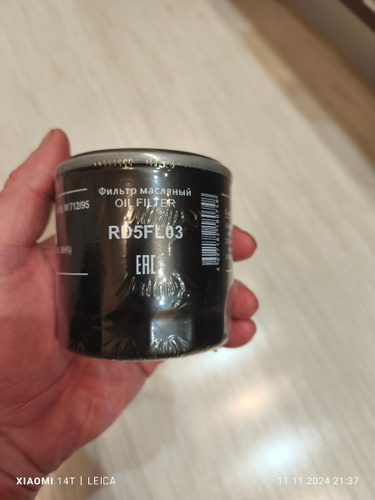 Фильтр масляный
OIL FILTER
W 712/95
RD5FL03
EAC
XIAOMI 14T | LEICA
11.11.2024 21:37